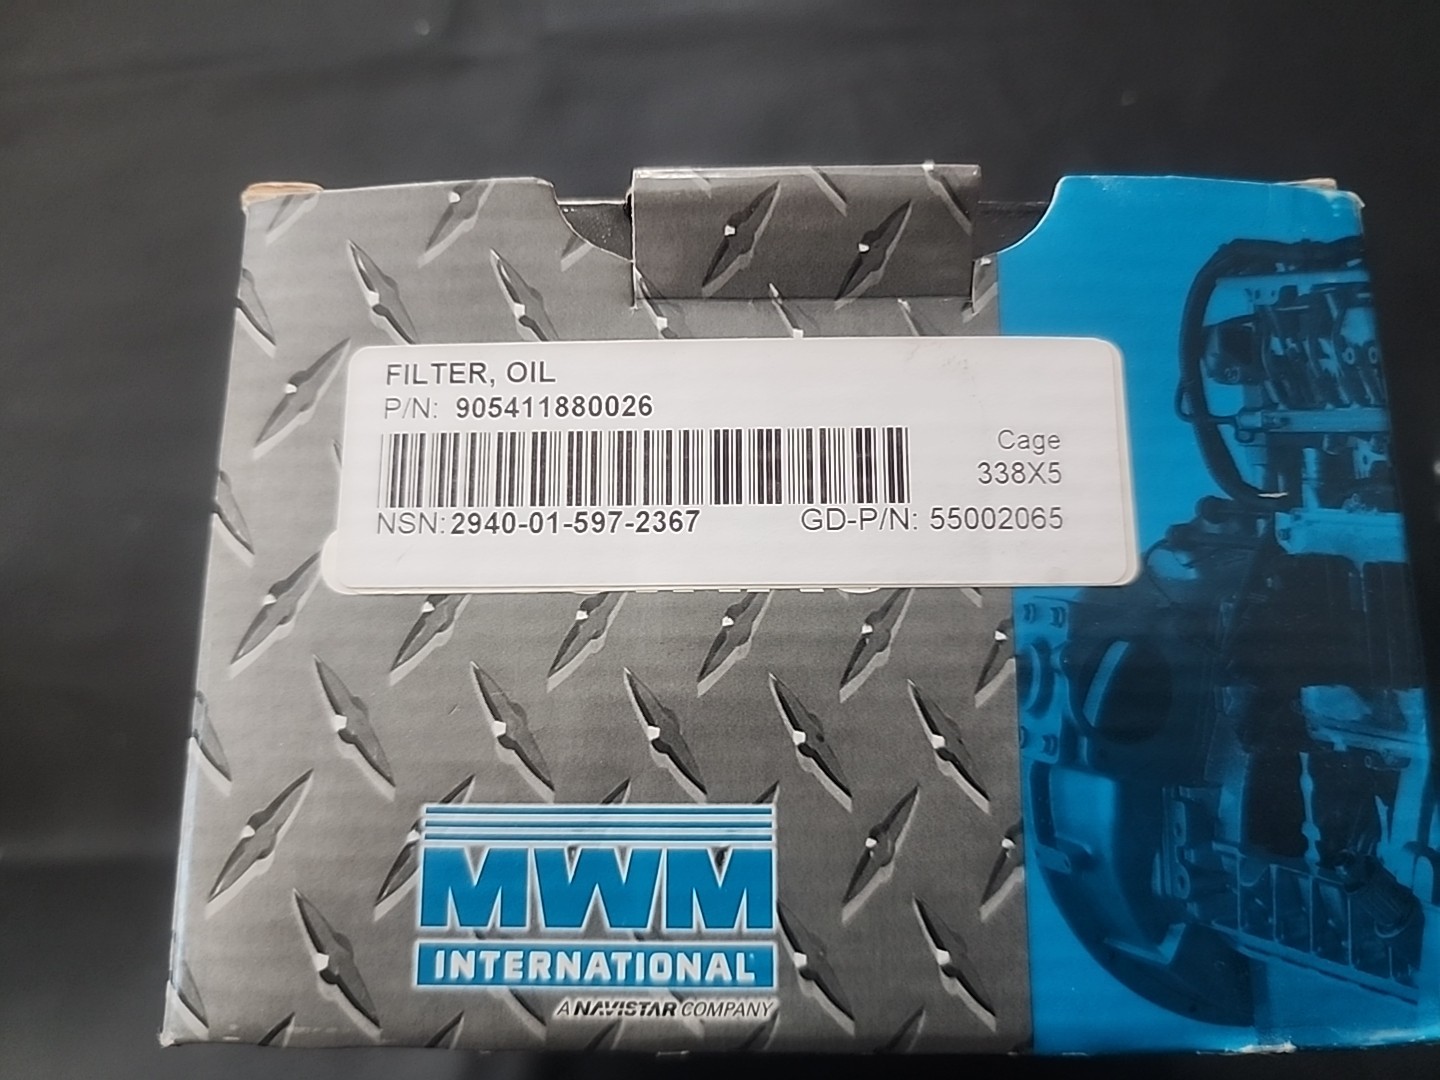 FILTER, OIL
P/N: 905411880026
Cage
338X5
NSN: 2940-01-597-2367 GD-P/N: 55002065
MWM
INTERNATIONAL
A NAVISTAR COMPANY